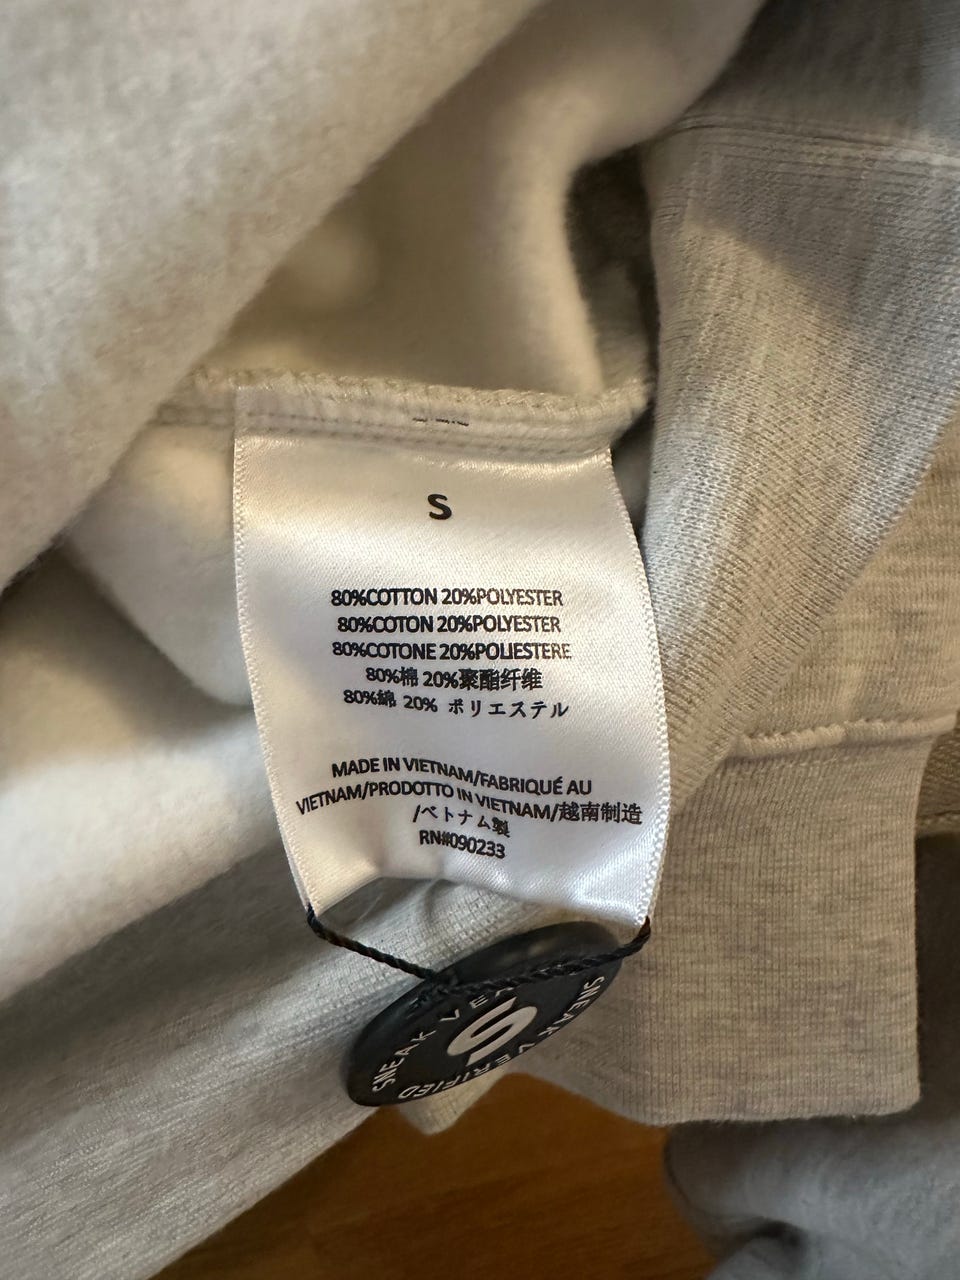 S
80%COTTON 20%POLYESTER
80%COTON 20%POLYESTER
80%COTONE 20%POLIESTERE
80%棉 20%聚酯纤维
80%綿 20% ポリエステル
MADE IN VIETNAM/FABRIQUÉ AU
VIETNAM/PRODOTTO IN VIETNAM/越南制造
/ベトナム製
RN#090233
SNEAK
S
SNEAK VERIFIED